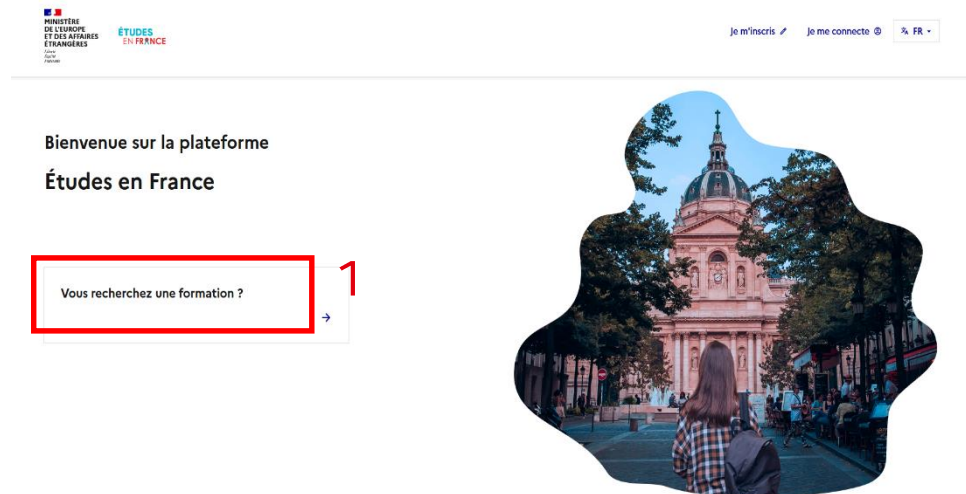 MINISTÈRE
DE L'EUROPE
ET DES AFFAIRES
ÉTRANGÈRES
ÉTUDES
EN FRANCE
Je m'inscris
Je me connecte
FR
Bienvenue sur la plateforme
Études en France
1
Vous recherchez une formation ?